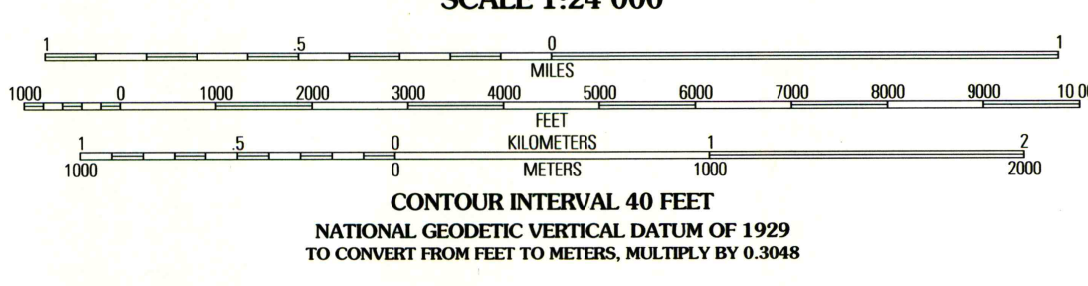 SCALE 1:24 000
1 .5 0 1
MILES
1000 0 1000 2000 3000 4000 5000 6000 7000 8000 9000 10 00
FEET
1 .5 0 KILOMETERS 1 2
1000 0 METERS 1000 2000
CONTOUR INTERVAL 40 FEET
NATIONAL GEODETIC VERTICAL DATUM OF 1929
TO CONVERT FROM FEET TO METERS, MULTIPLY BY 0.3048